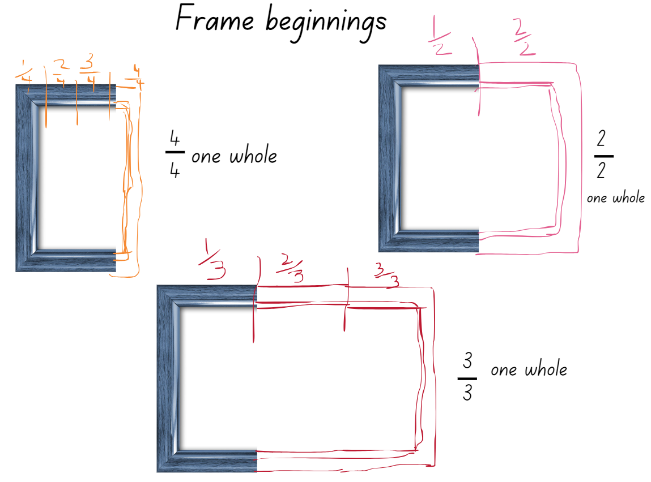 Frame beginnings
1/4 2/4 3/4 4/4
4/4 one whole
1/2 2/2
2/2
one whole
1/3 2/3 3/3
3/3 one whole